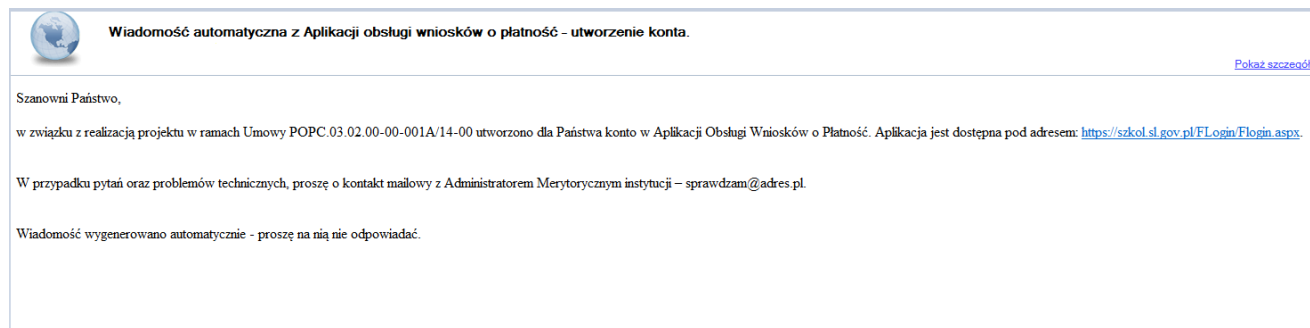 Wiadomość automatyczna z Aplikacji obsługi wniosków o płatność - utworzenie konta.
Pokaż szczegół
Szanowni Państwo,
w związku z realizacją projektu w ramach Umowy POPC.03.02.00-00-001A/14-00 utworzono dla Państwa konto w Aplikacji Obsługi Wniosków o Płatność. Aplikacja jest dostępna pod adresem: https://szkol.sl.gov.pl/FLogin/Flogin.aspx.
W przypadku pytań oraz problemów technicznych, proszę o kontakt mailowy z Administratorem Merytorycznym instytucji – sprawdzam@adres.pl.
Wiadomość wygenerowano automatycznie - proszę na nią nie odpowiadać.